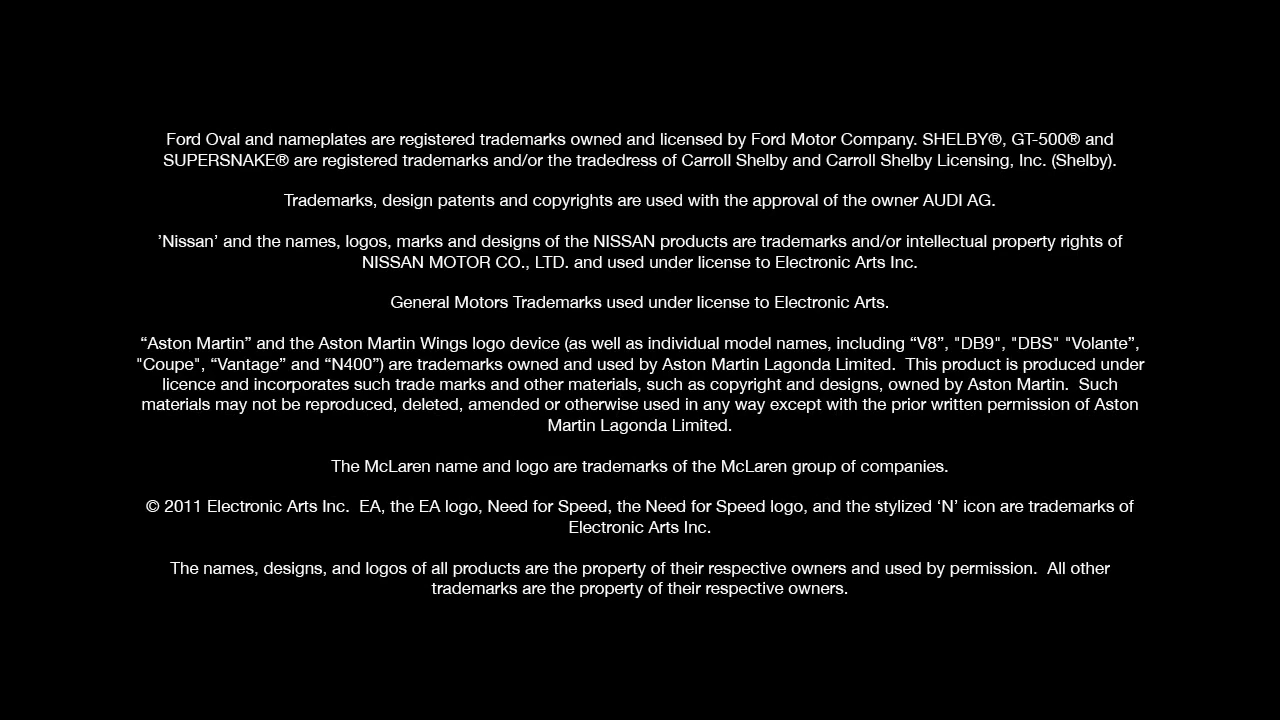 Ford Oval and nameplates are registered trademarks owned and licensed by Ford Motor Company. SHELBY®, GT-500® and
SUPERSNAKE® are registered trademarks and/or the tradedress of Carroll Shelby and Carroll Shelby Licensing, Inc. (Shelby).
Trademarks, design patents and copyrights are used with the approval of the owner AUDI AG.
’Nissan’ and the names, logos, marks and designs of the NISSAN products are trademarks and/or intellectual property rights of
NISSAN MOTOR CO., LTD. and used under license to Electronic Arts Inc.
General Motors Trademarks used under license to Electronic Arts.
“Aston Martin” and the Aston Martin Wings logo device (as well as individual model names, including “V8”, "DB9", "DBS" "Volante”,
"Coupe", “Vantage” and “N400”) are trademarks owned and used by Aston Martin Lagonda Limited.  This product is produced under
licence and incorporates such trade marks and other materials, such as copyright and designs, owned by Aston Martin.  Such
materials may not be reproduced, deleted, amended or otherwise used in any way except with the prior written permission of Aston
Martin Lagonda Limited.
The McLaren name and logo are trademarks of the McLaren group of companies.
© 2011 Electronic Arts Inc.  EA, the EA logo, Need for Speed, the Need for Speed logo, and the stylized ‘N’ icon are trademarks of
Electronic Arts Inc.
The names, designs, and logos of all products are the property of their respective owners and used by permission.  All other
trademarks are the property of their respective owners.